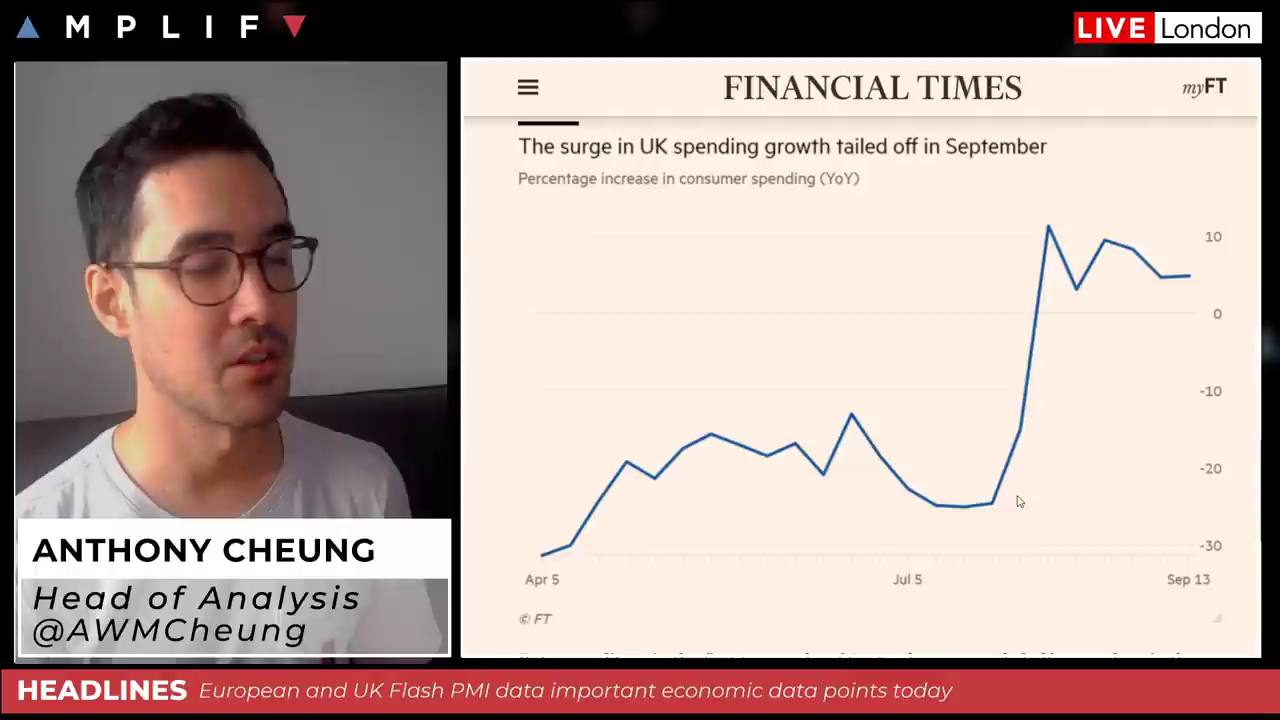 MPLIF
LIVE London
FINANCIAL TIMES
myFT
The surge in UK spending growth tailed off in September
Percentage increase in consumer spending (YoY)
10
0
-10
-20
-30
Apr 5
Jul 5
Sep 13
© FT
ANTHONY CHEUNG
Head of Analysis
@AWMCheung
HEADLINES European and UK Flash PMI data important economic data points today